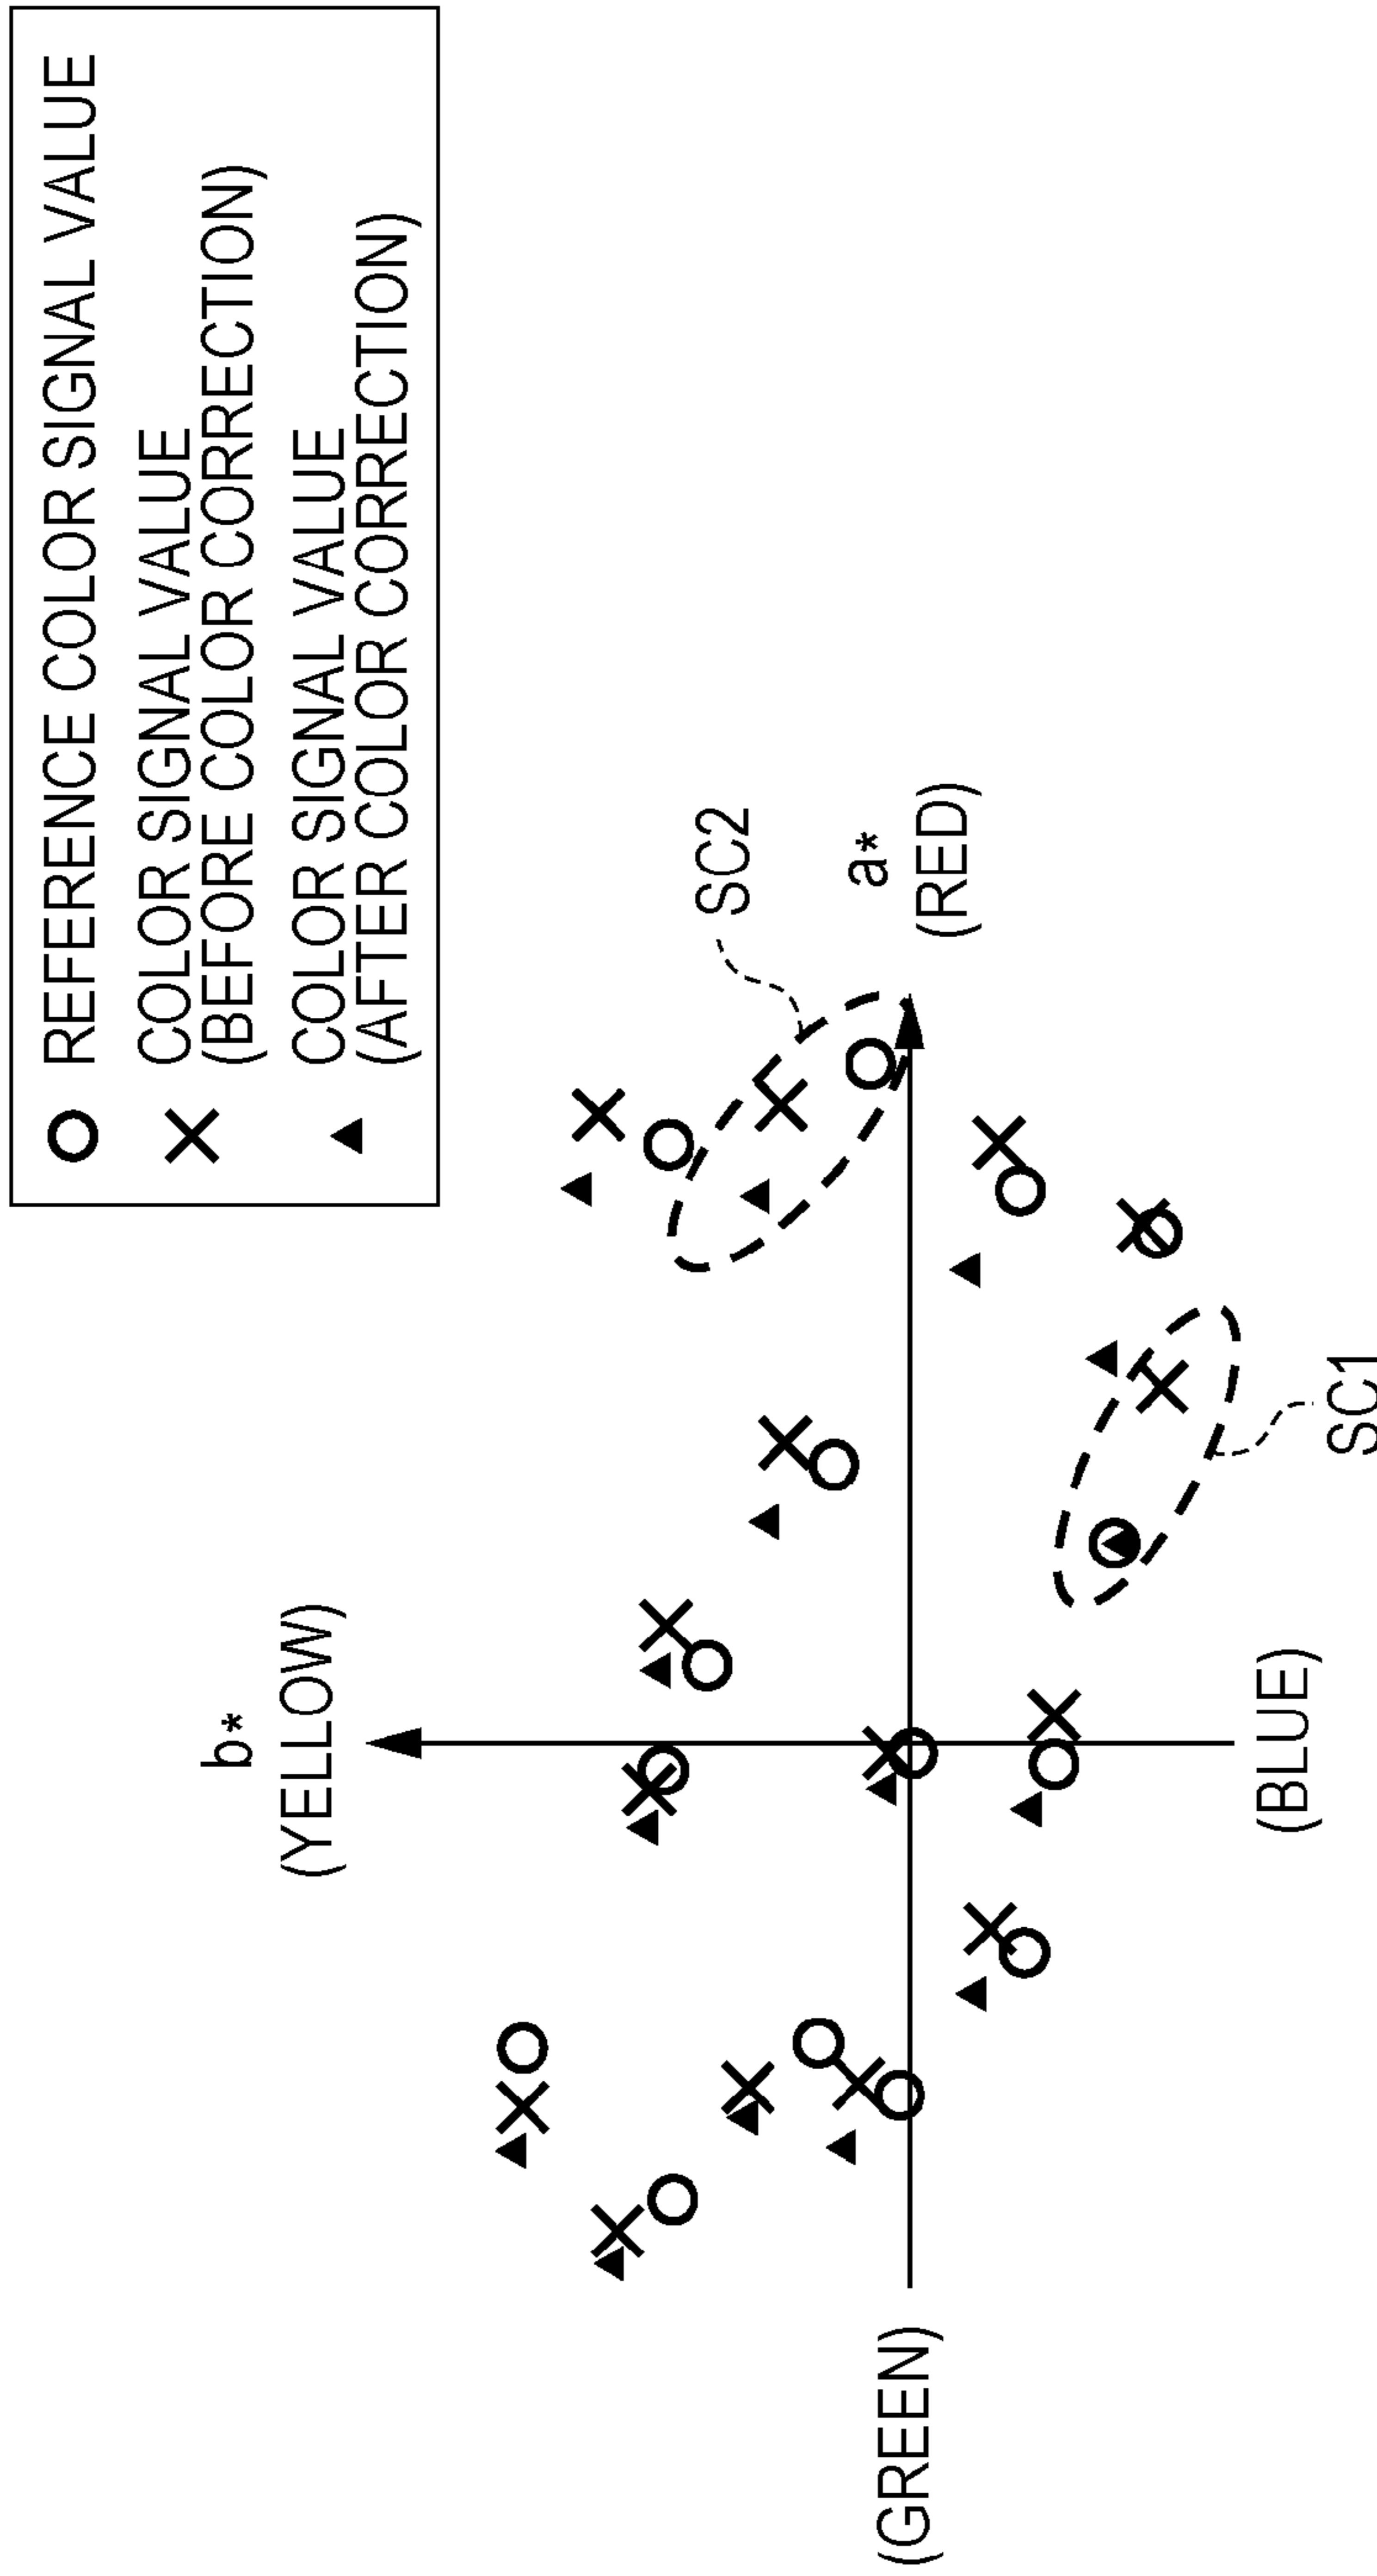 REFERENCE COLOR SIGNAL VALUE
COLOR SIGNAL VALUE
(BEFORE COLOR CORRECTION)
COLOR SIGNAL VALUE
(AFTER COLOR CORRECTION)
b*
(YELLOW)
SC2
a*
(RED)
(GREEN)
(BLUE)
SC1